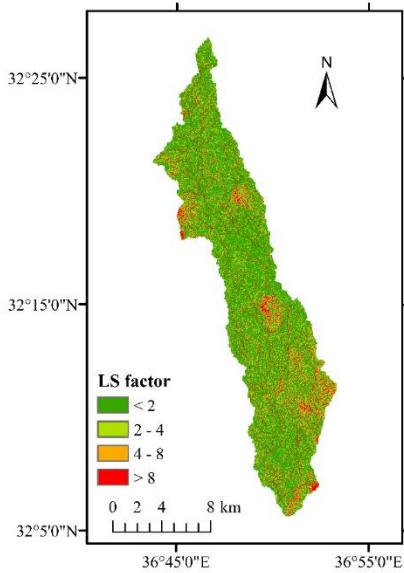 32°25'0"N
N
32°15'0"N
LS factor
< 2
2 - 4
4 - 8
> 8
0 2 4 8 km
32°5'0"N
36°45'0"E 36°55'0"E